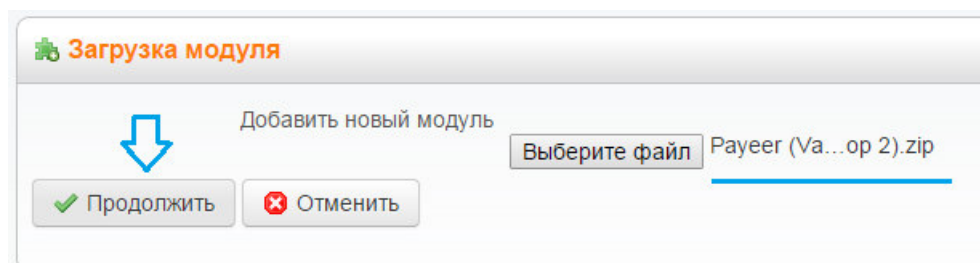 Загрузка модуля
Добавить новый модуль
Выберите файл Payeer (Va...op 2).zip
Продолжить Отменить